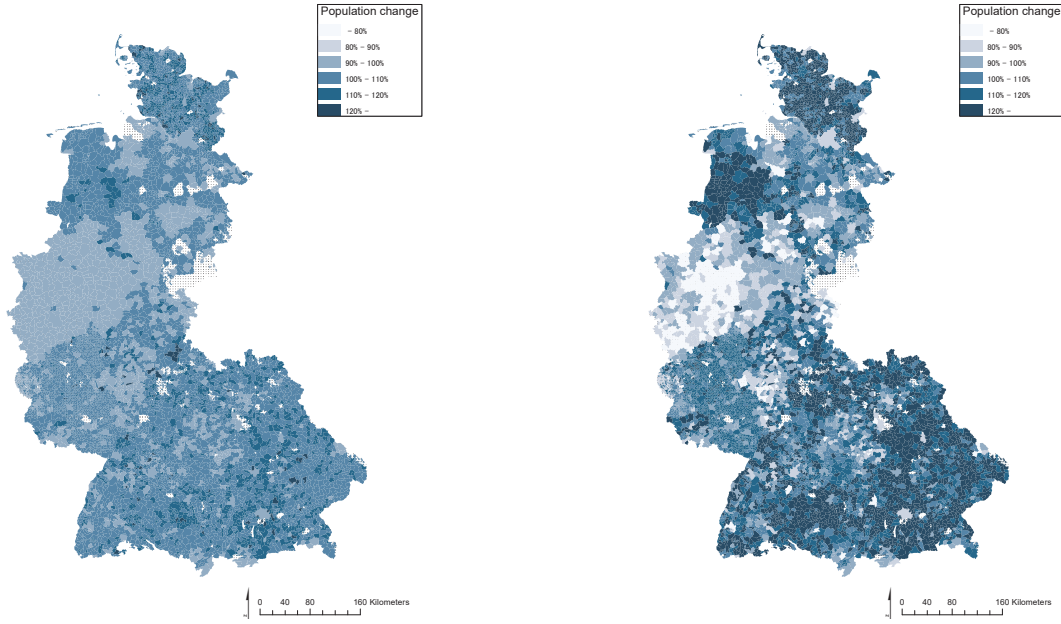 Population change
- 80%
80% - 90%
90% - 100%
100% - 110%
110% - 120%
120% -
0 40 80 160 Kilometers
Population change
- 80%
80% - 90%
90% - 100%
100% - 110%
110% - 120%
120% -
0 40 80 160 Kilometers